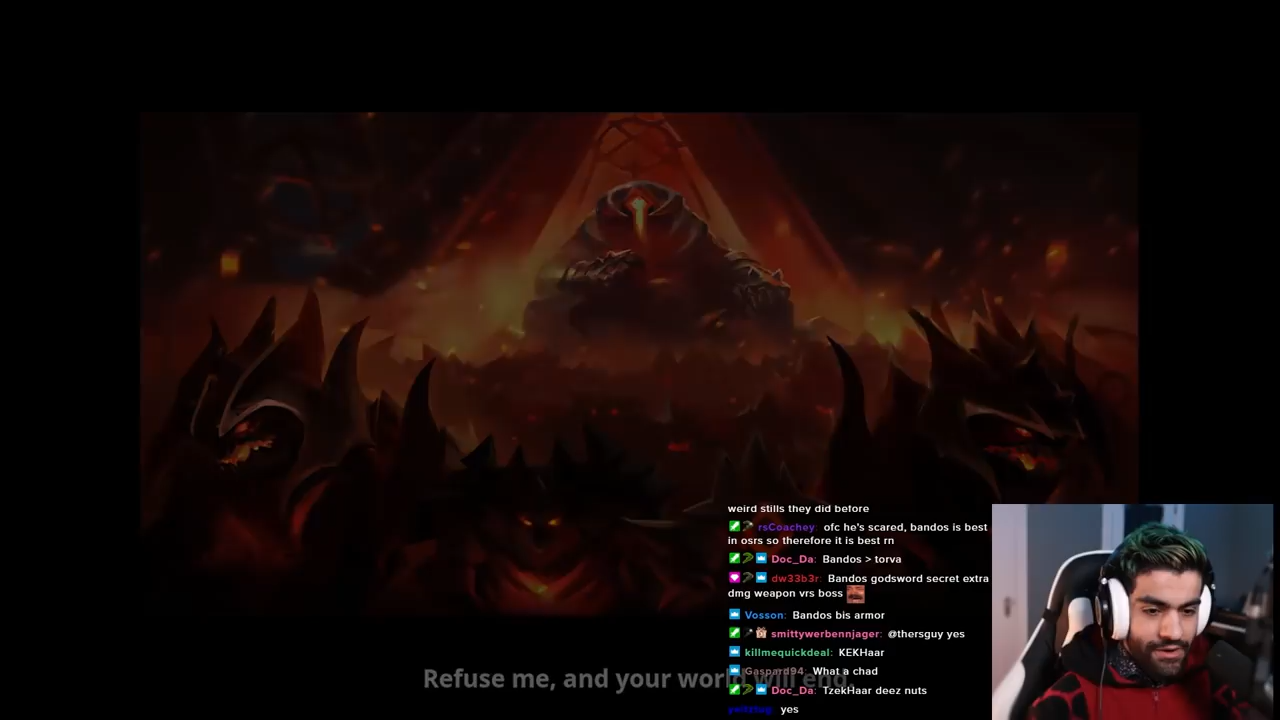 weird stills they did before
rsCoachey: ofc he's scared, bandos is best
in osrs so therefore it is best rn
Doc_Da: Bandos > torva
dw33b3r: Bandos godsword secret extra
dmg weapon vrs boss
Vosson: Bandos bis armor
smittywerbennjager: @thersguy yes
killmequickdeal: KEKHaar
Gaspard94: What a chad
Refuse me, and your world will end.
Doc_Da: TzekHaar deez nuts
yes